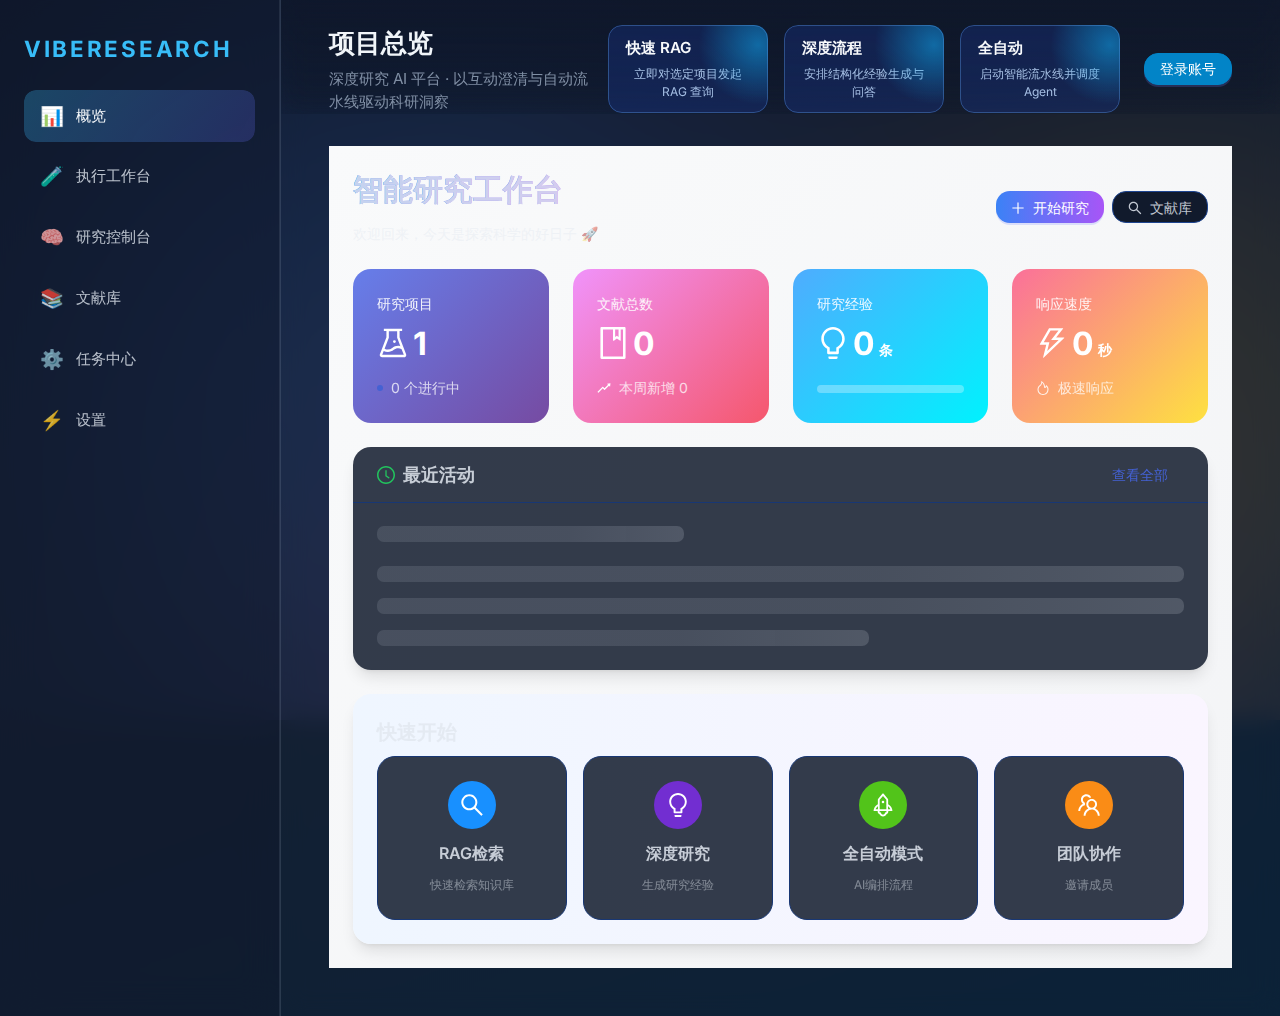 VIBERESEARCH
📊 概览
🧪 执行工作台
🧠 研究控制台
📚 文献库
⚙️ 任务中心
⚡ 设置
项目总览
深度研究 AI 平台 · 以互动澄清与自动流
水线驱动科研洞察
快速 RAG
立即对选定项目发起
RAG 查询
深度流程
安排结构化经验生成与
问答
全自动
启动智能流水线并调度
Agent
登录账号
智能研究工作台
欢迎回来，今天是探索科学的好日子 🚀
开始研究
文献库
研究项目
1
0 个进行中
文献总数
0
本周新增 0
研究经验
0 条
响应速度
0 秒
极速响应
最近活动
查看全部
快速开始
RAG检索
快速检索知识库
深度研究
生成研究经验
全自动模式
AI编排流程
团队协作
邀请成员